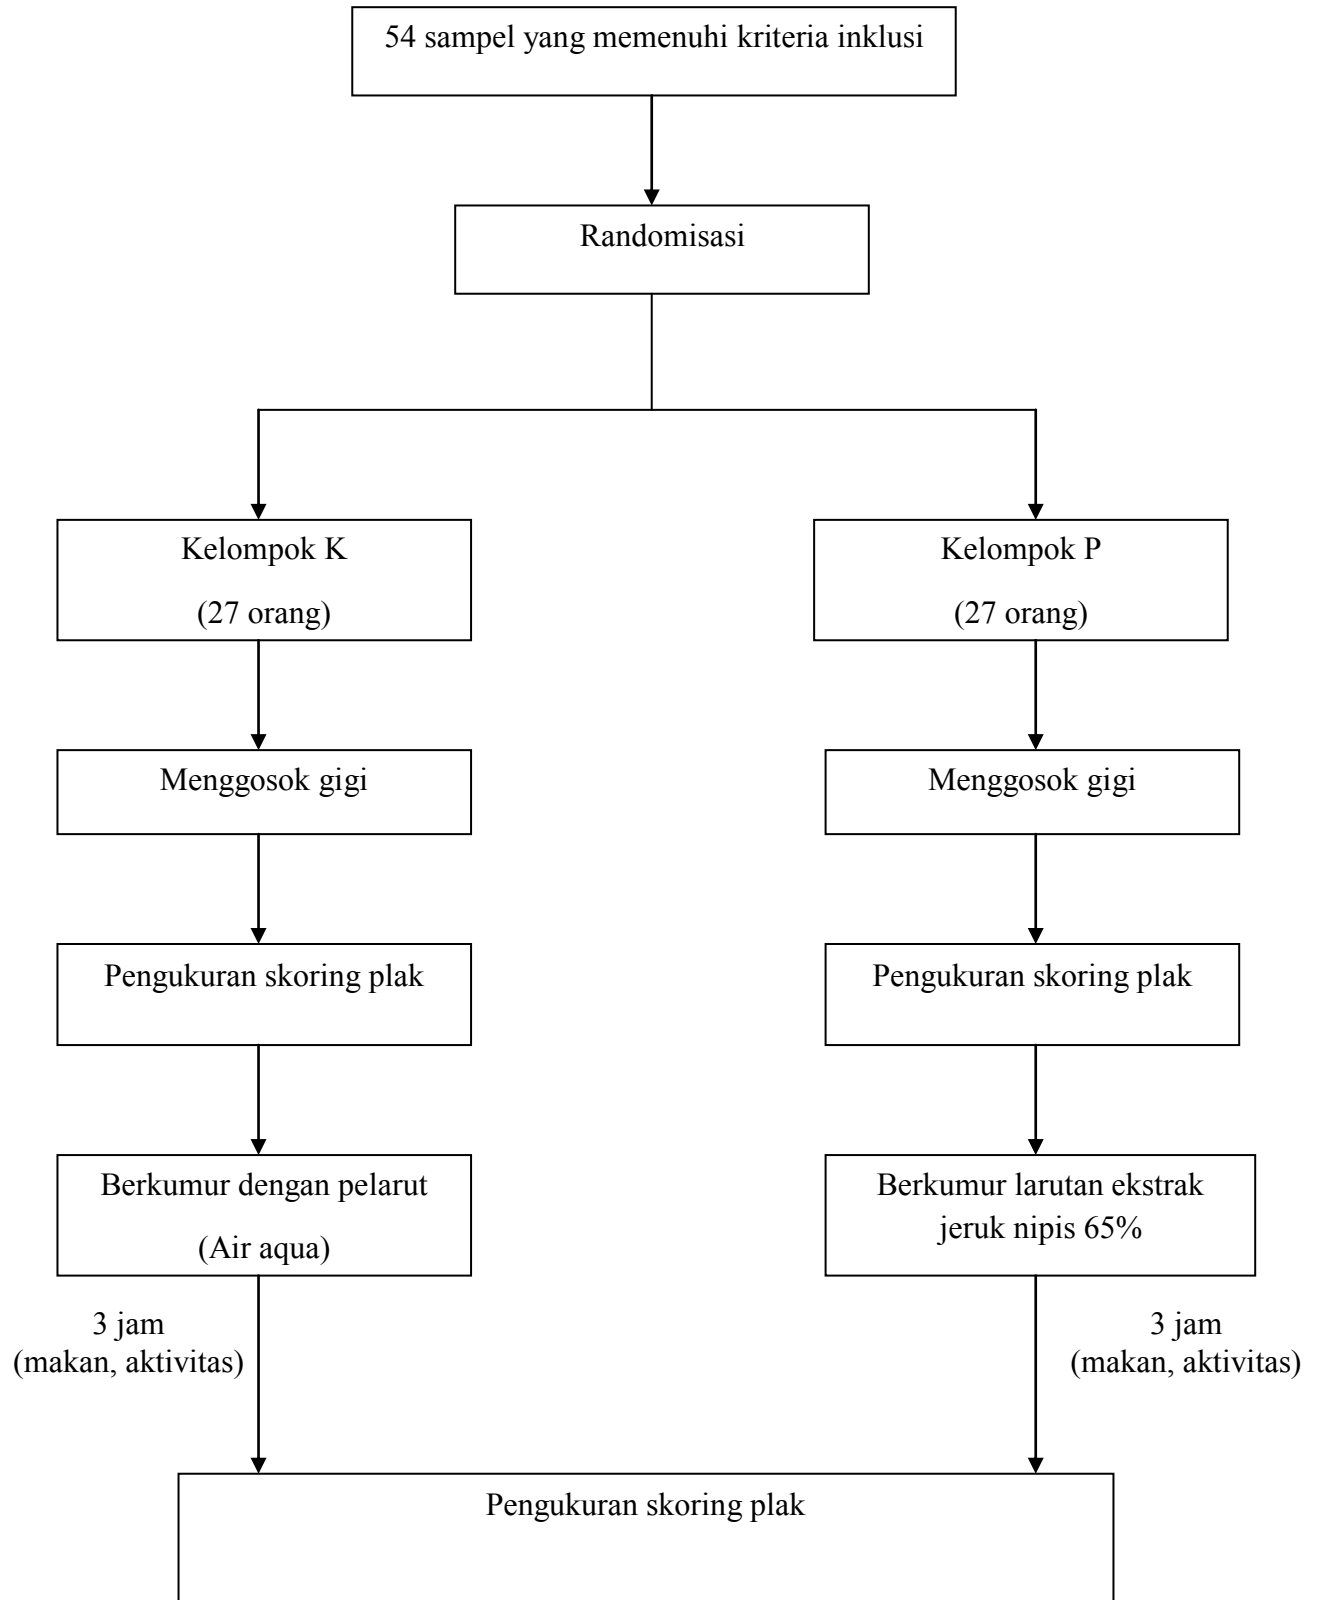 54 sampel yang memenuhi kriteria inklusi
Randomisasi
Kelompok K
(27 orang)
Kelompok P
(27 orang)
Menggosok gigi
Menggosok gigi
Pengukuran skoring plak
Pengukuran skoring plak
Berkumur dengan pelarut
(Air aqua)
Berkumur larutan ekstrak
jeruk nipis 65%
3 jam
(makan, aktivitas)
3 jam
(makan, aktivitas)
Pengukuran skoring plak